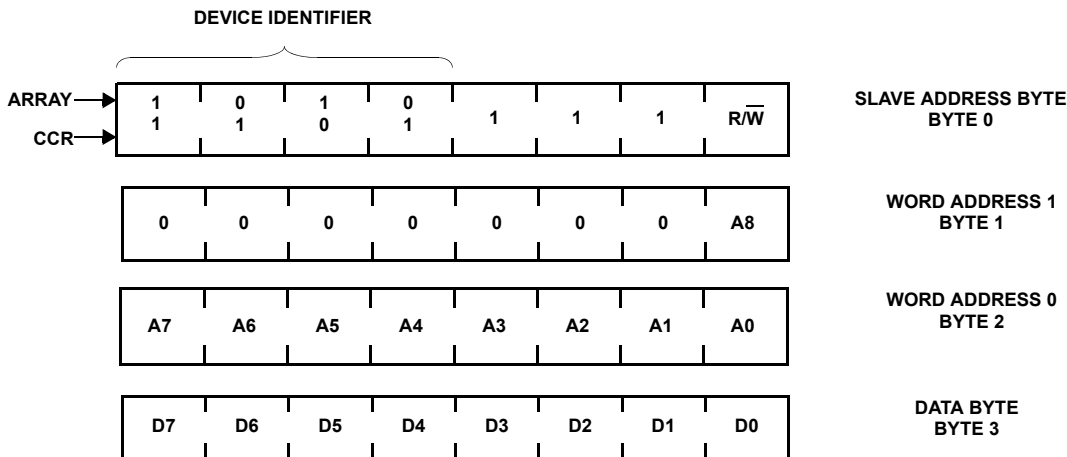 DEVICE IDENTIFIER
ARRAY 1 0 1 0 1 1 1 R/W̅ SLAVE ADDRESS BYTE
CCR 1 1 0 1 BYTE 0
0 0 0 0 0 0 0 A8 WORD ADDRESS 1
BYTE 1
A7 A6 A5 A4 A3 A2 A1 A0 WORD ADDRESS 0
BYTE 2
D7 D6 D5 D4 D3 D2 D1 D0 DATA BYTE
BYTE 3